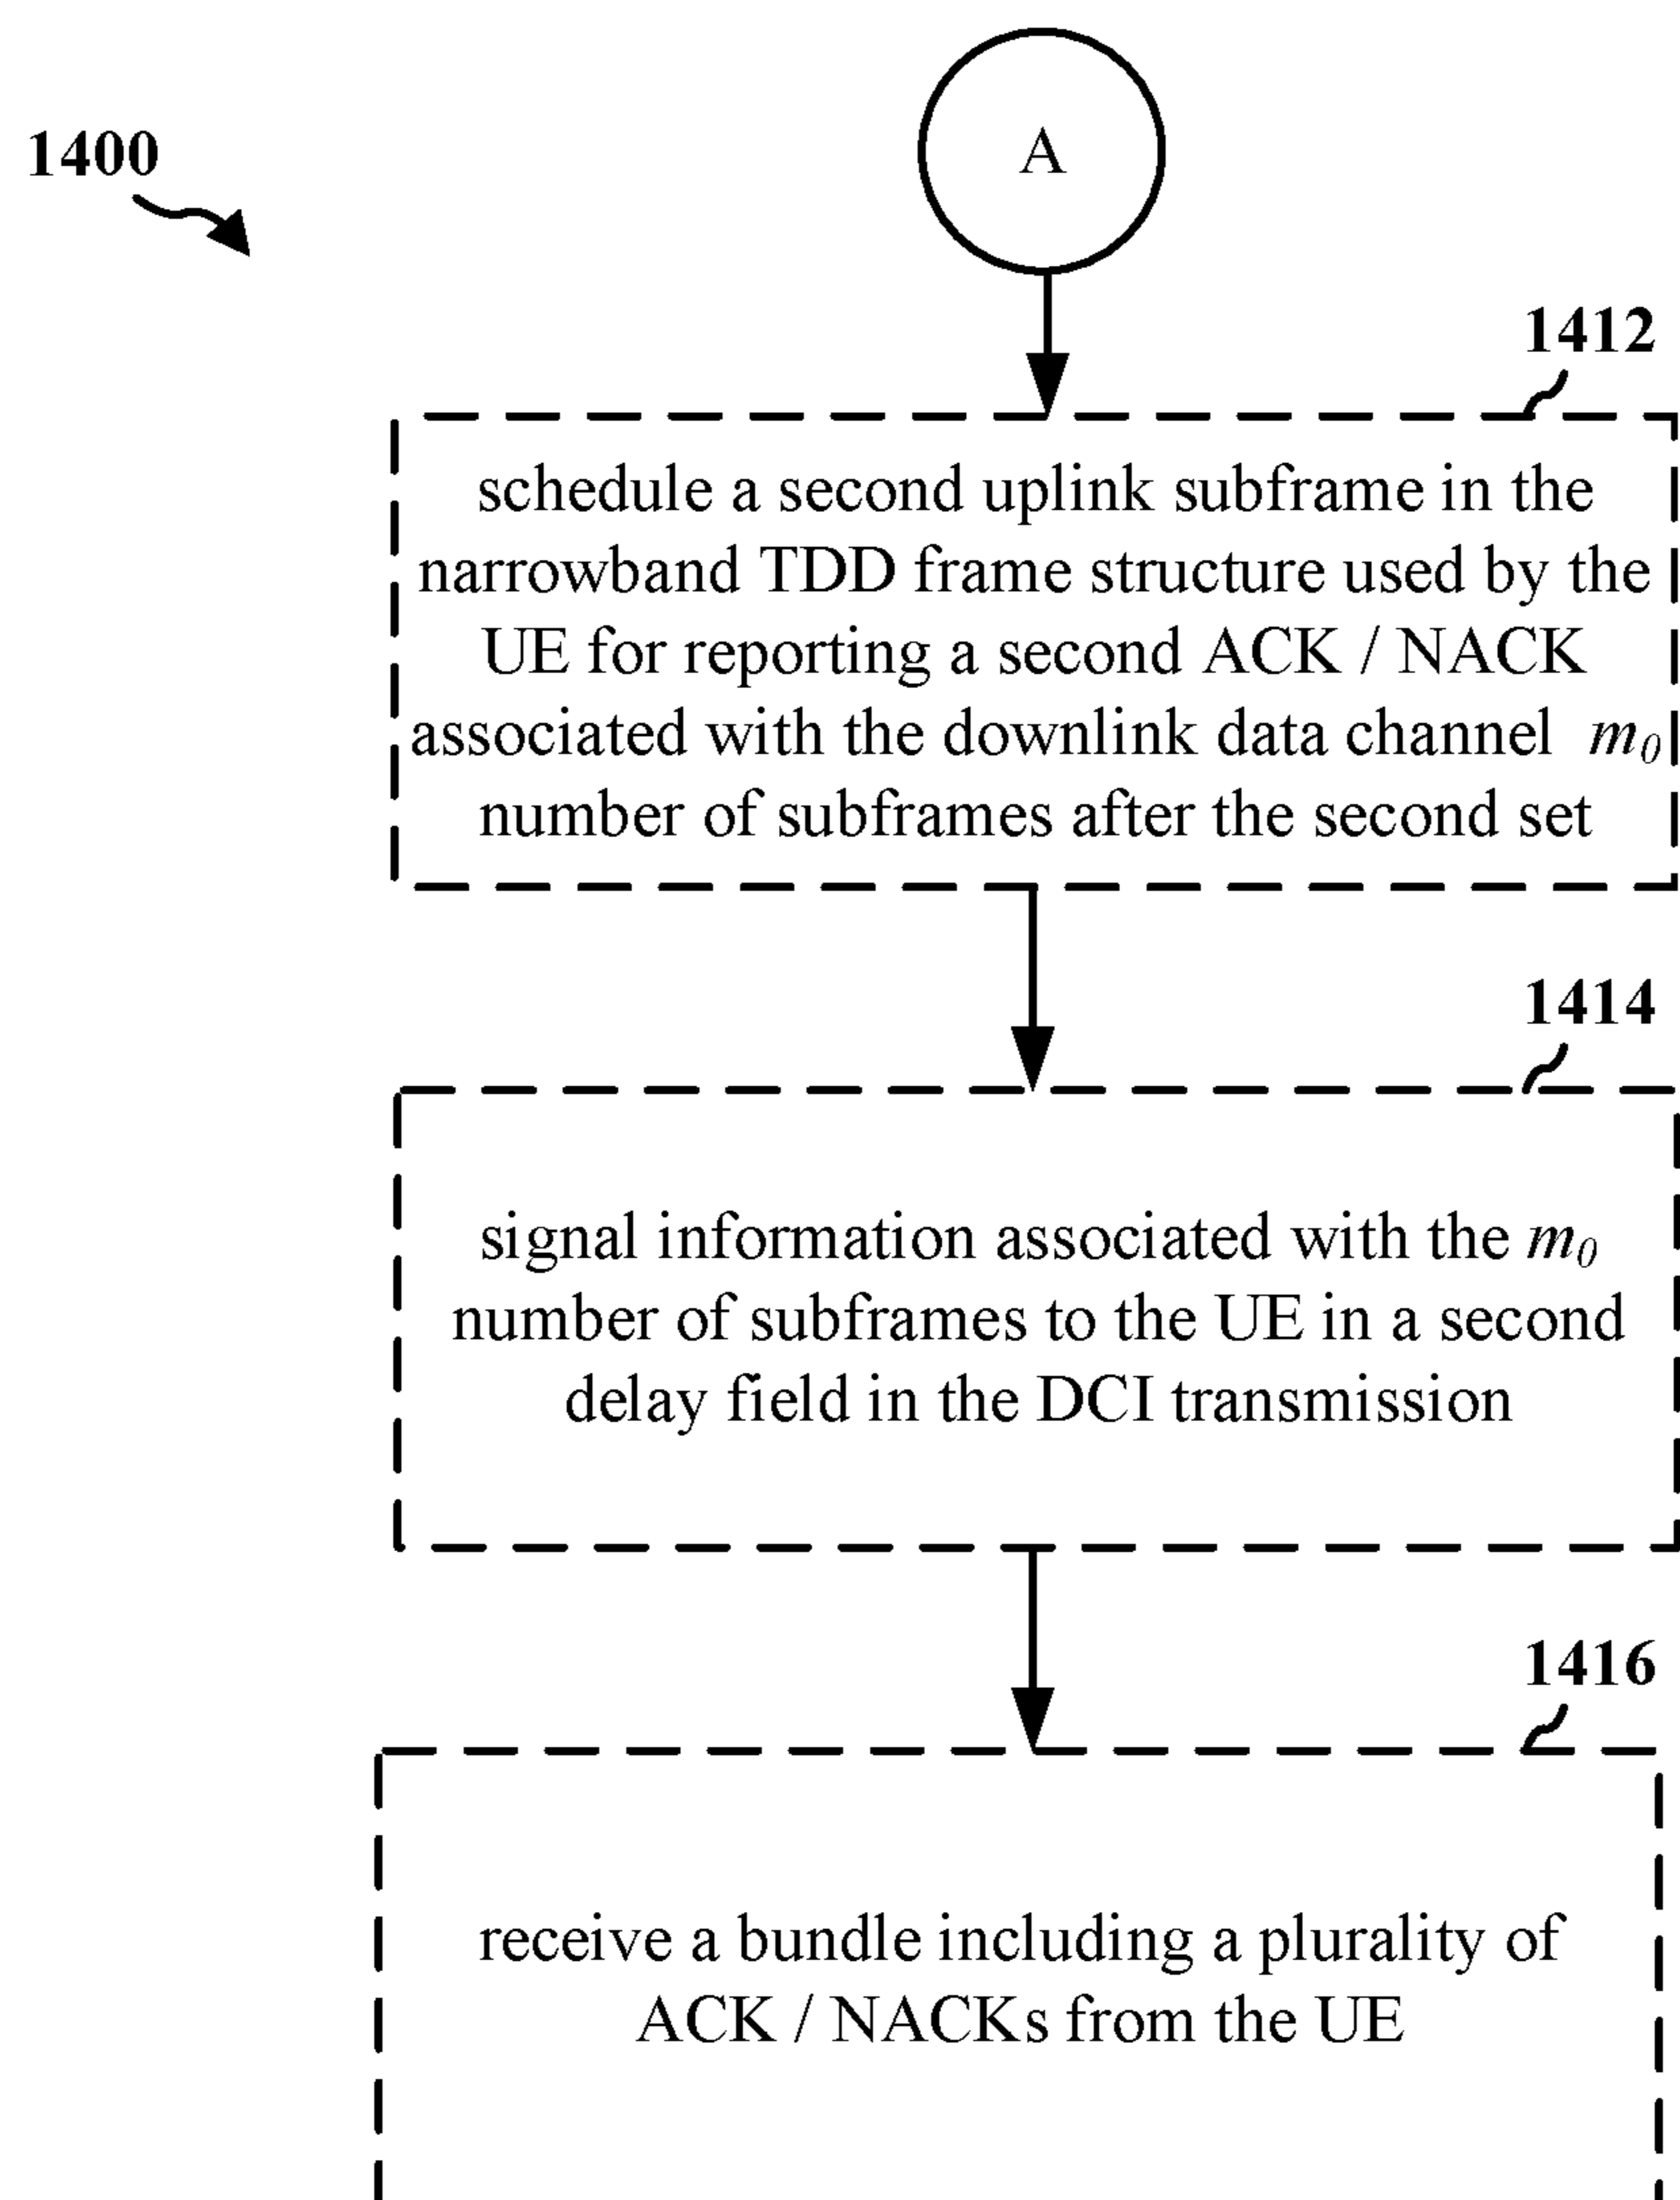 1400
A
1412
schedule a second uplink subframe in the
narrowband TDD frame structure used by the
UE for reporting a second ACK / NACK
associated with the downlink data channel m₀
number of subframes after the second set
1414
signal information associated with the m₀
number of subframes to the UE in a second
delay field in the DCI transmission
1416
receive a bundle including a plurality of
ACK / NACKs from the UE